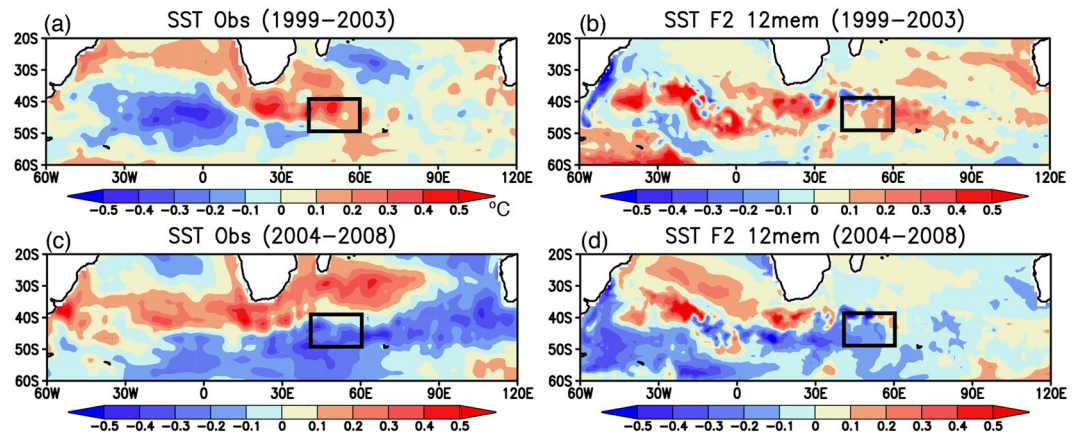 (a) SST Obs (1999−2003)
20S
30S
40S
50S
60S
60W 30W 0 30E 60E 90E 120E
−0.5 −0.4 −0.3 −0.2 −0.1 0 0.1 0.2 0.3 0.4 0.5 °C
(b) SST F2 12mem (1999−2003)
20S
30S
40S
50S
60S
60W 30W 0 30E 60E 90E 120E
−0.5 −0.4 −0.3 −0.2 −0.1 0 0.1 0.2 0.3 0.4 0.5
(c) SST Obs (2004−2008)
20S
30S
40S
50S
60S
60W 30W 0 30E 60E 90E 120E
−0.5 −0.4 −0.3 −0.2 −0.1 0 0.1 0.2 0.3 0.4 0.5
(d) SST F2 12mem (2004−2008)
20S
30S
40S
50S
60S
60W 30W 0 30E 60E 90E 120E
−0.5 −0.4 −0.3 −0.2 −0.1 0 0.1 0.2 0.3 0.4 0.5